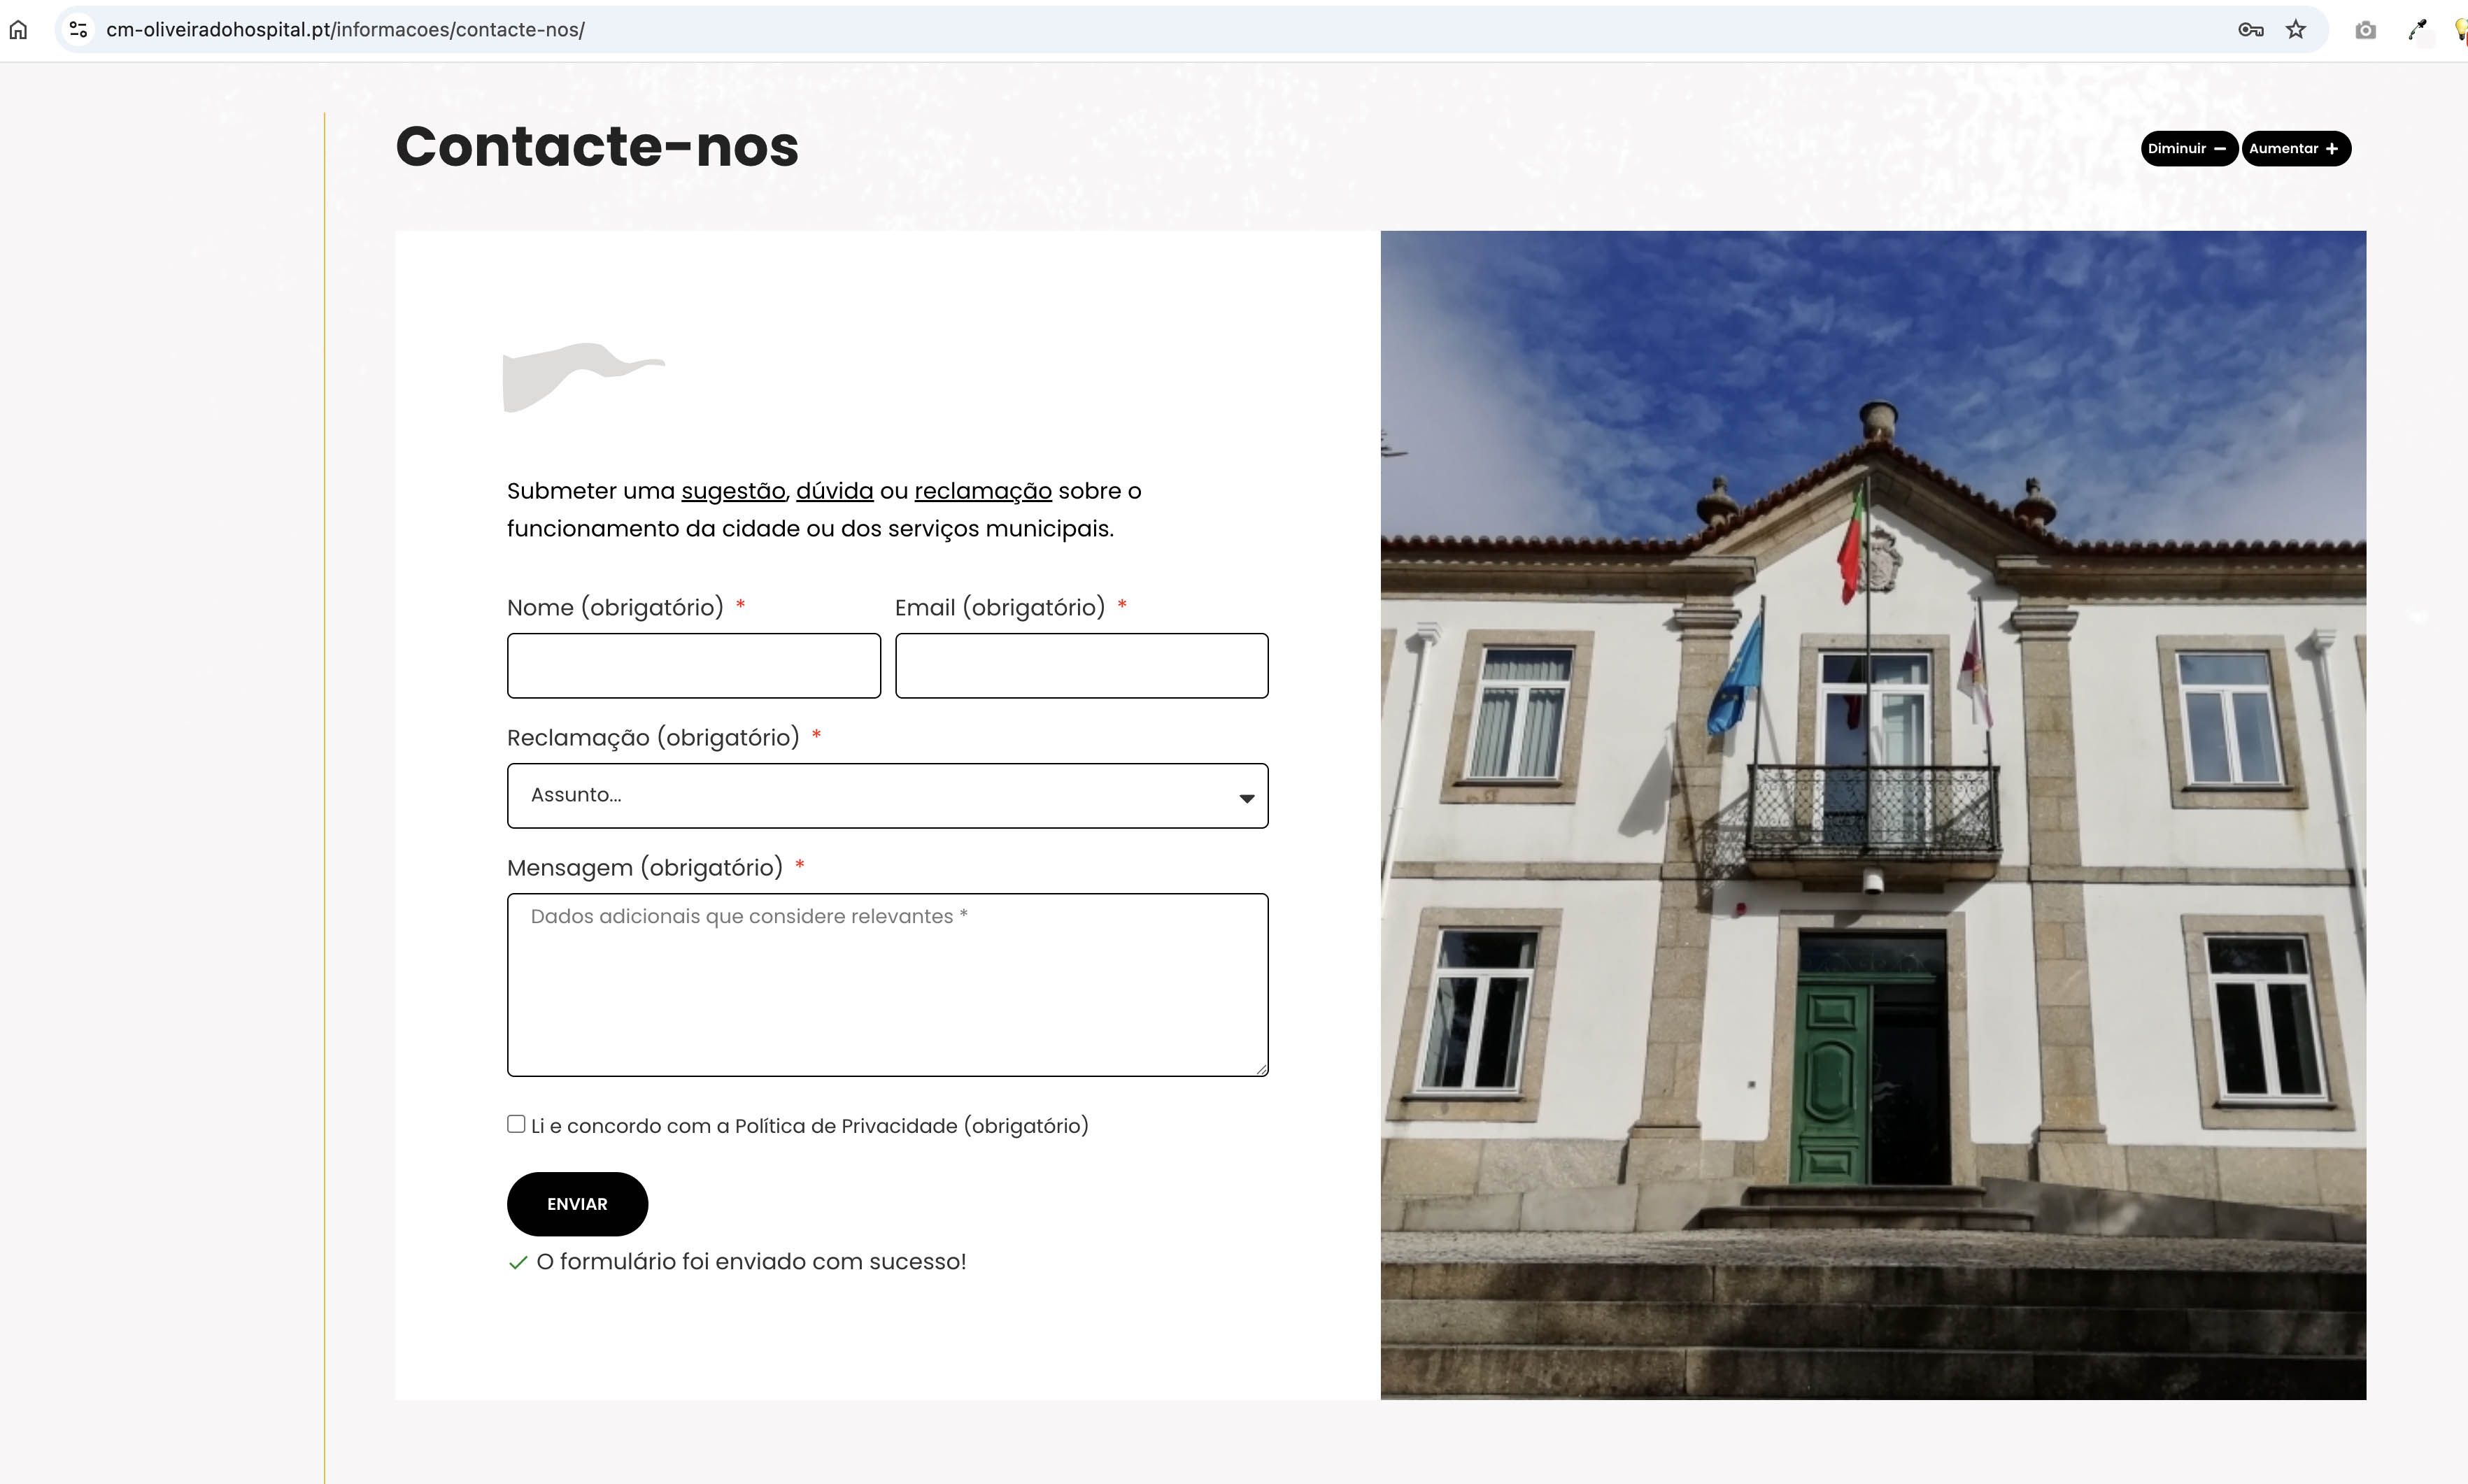 cm-oliveiradohospital.pt/informacoes/contacte-nos/
Contacte-nos
Diminuir −
Aumentar +
Submeter uma sugestão, dúvida ou reclamação sobre o
funcionamento da cidade ou dos serviços municipais.
Nome (obrigatório) *
Email (obrigatório) *
Reclamação (obrigatório) *
Assunto...
Mensagem (obrigatório) *
Dados adicionais que considere relevantes *
Li e concordo com a Política de Privacidade (obrigatório)
ENVIAR
O formulário foi enviado com sucesso!